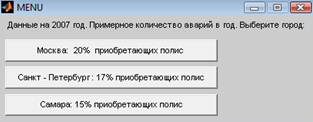 MENU
Данные на 2007 год. Примерное количество аварий в год. Выберите город:
Москва: 20% приобретающих полис
Санкт - Петербург: 17% приобретающих полис
Самара: 15% приобретающих полис